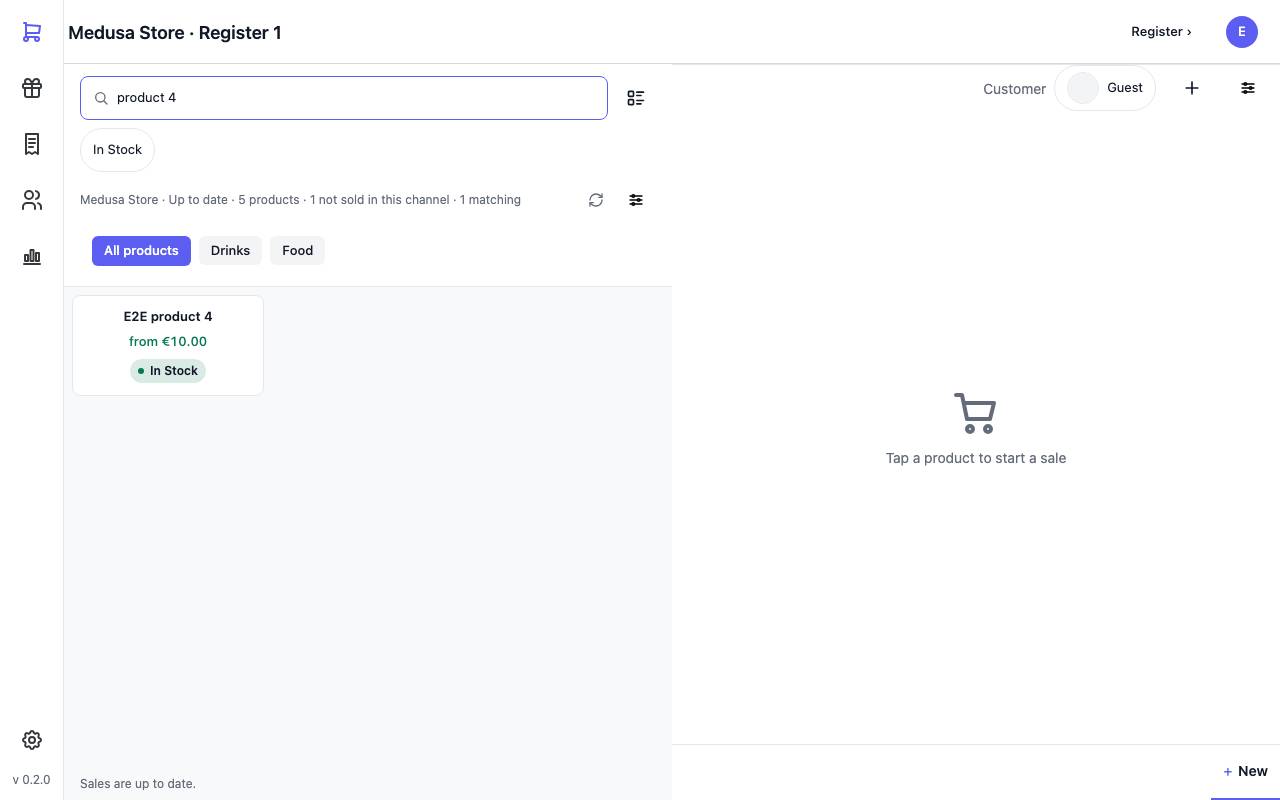 Medusa Store · Register 1
Register ›
E
product 4
In Stock
Medusa Store · Up to date · 5 products · 1 not sold in this channel · 1 matching
All products
Drinks
Food
E2E product 4
from €10.00
In Stock
Sales are up to date.
Customer
Guest
Tap a product to start a sale
+ New
v 0.2.0